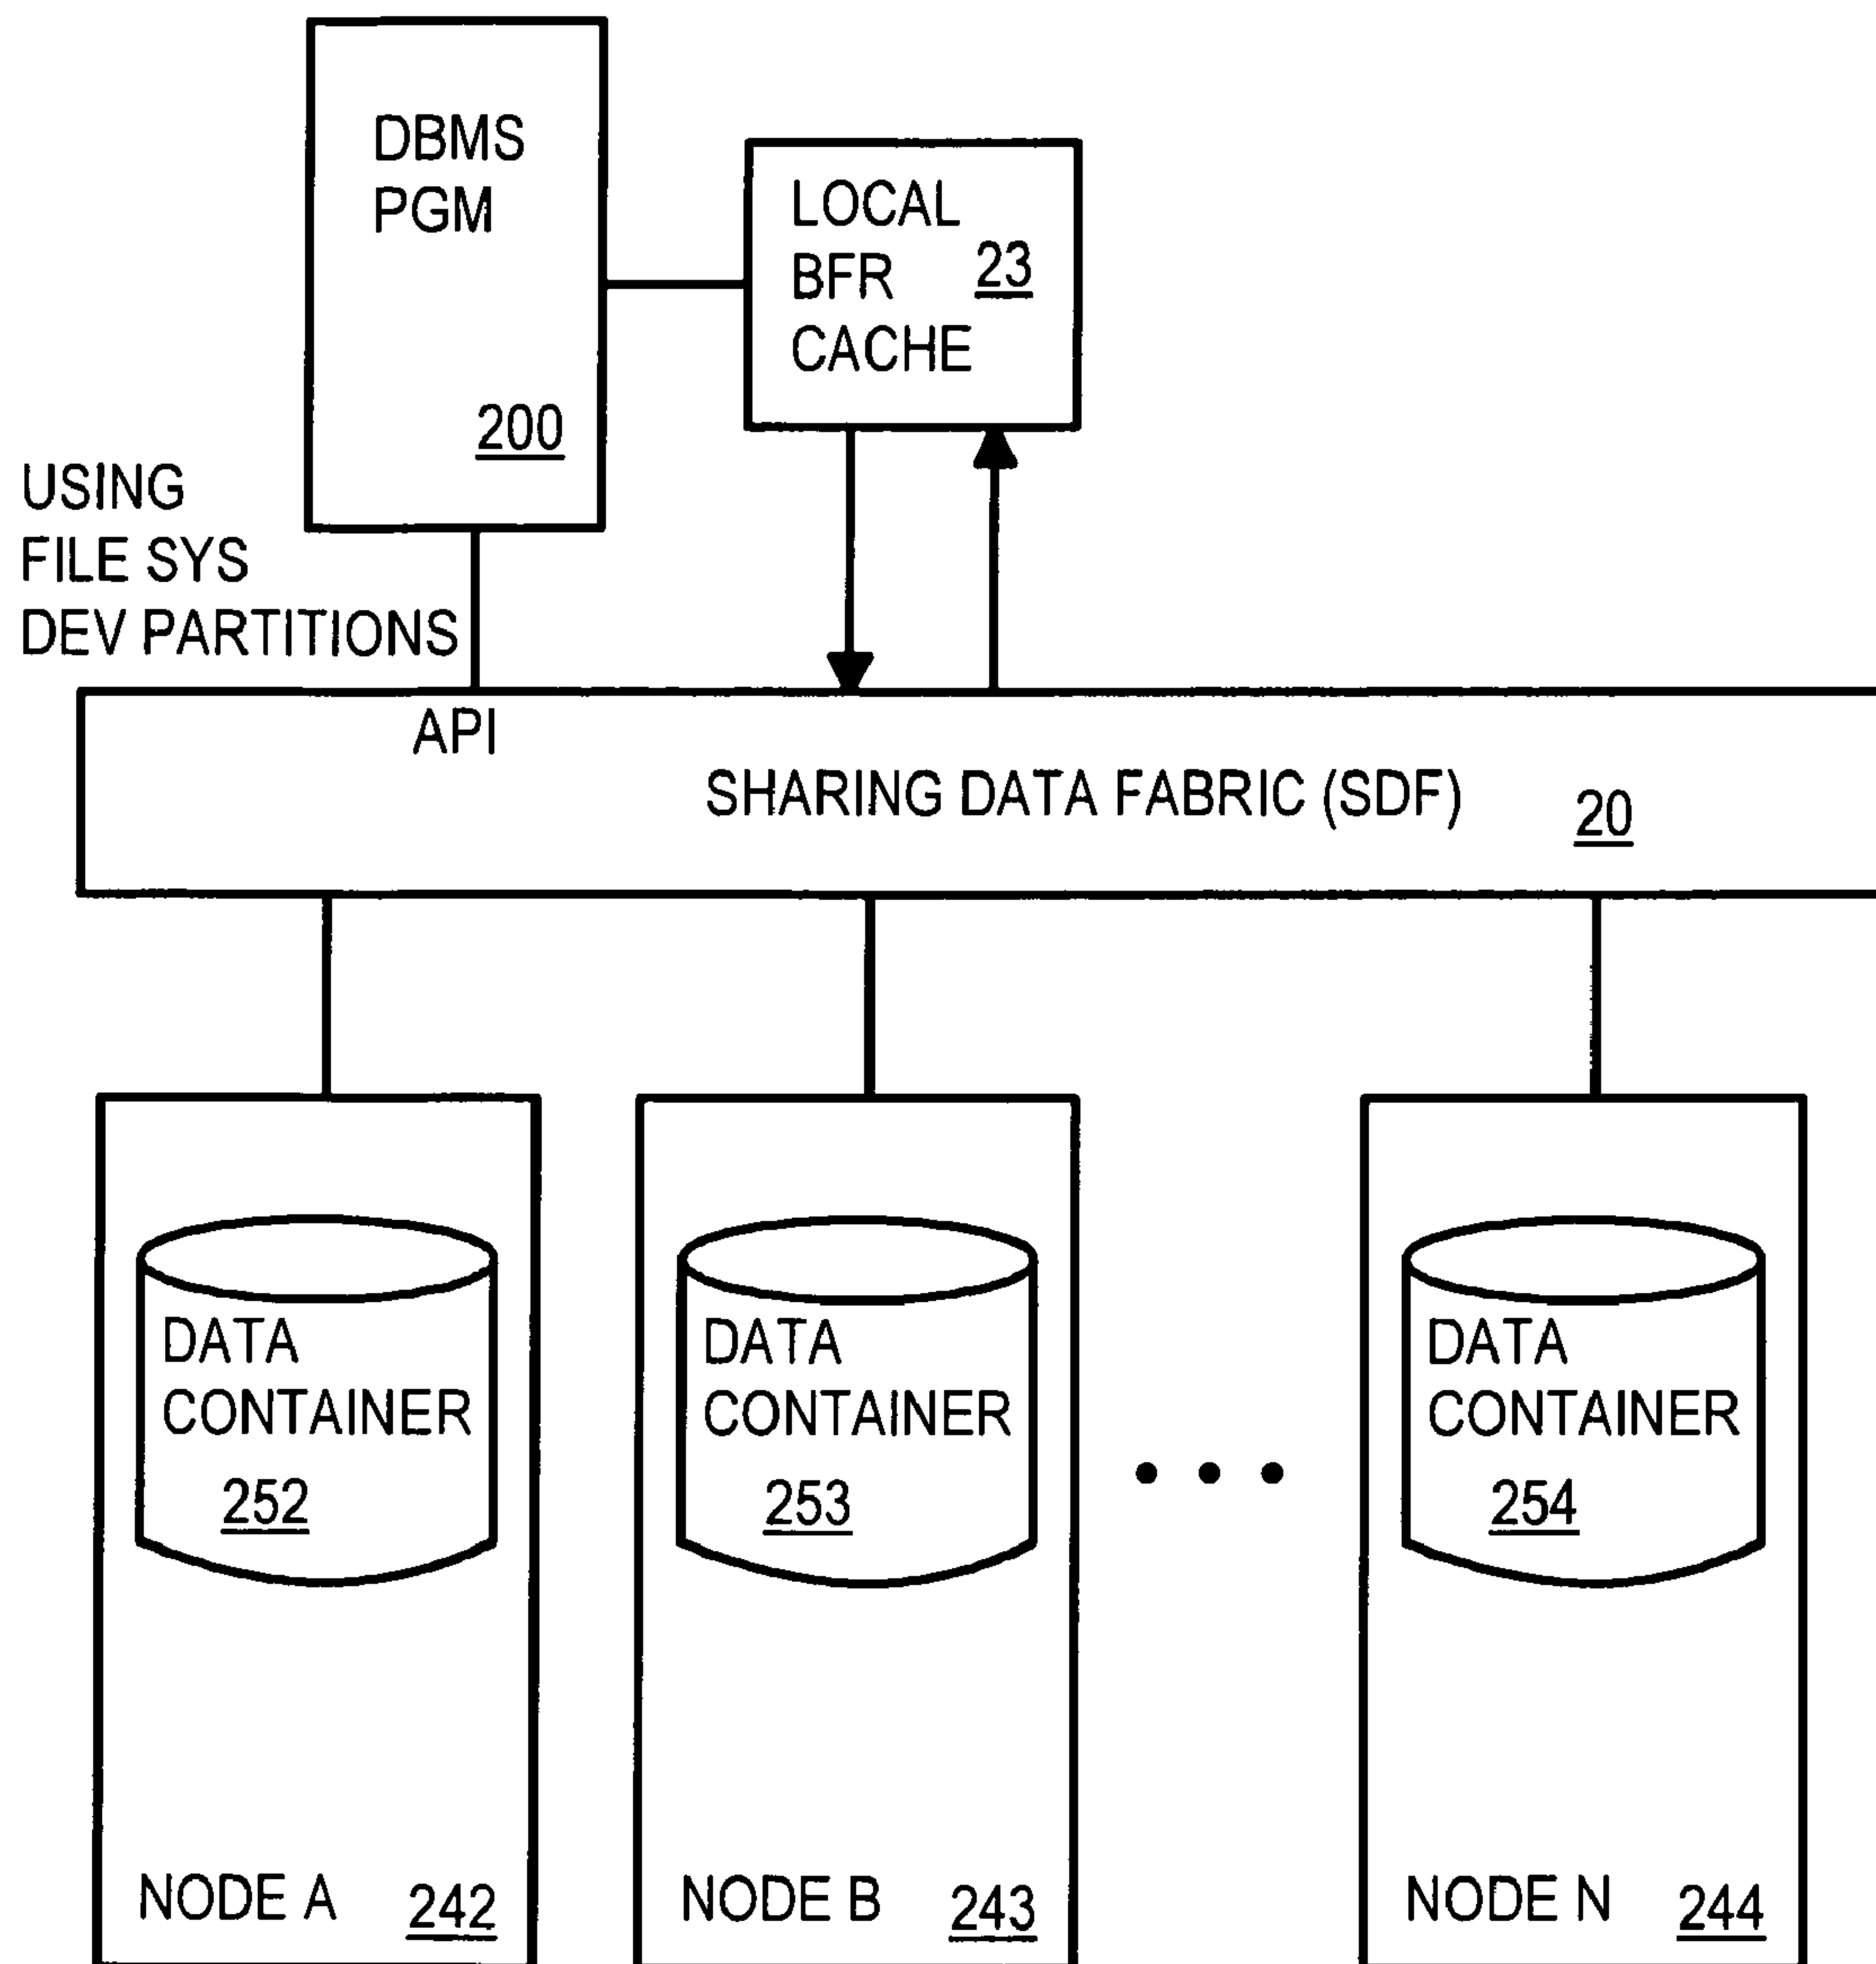 DBMS
PGM
200
LOCAL
BFR
CACHE
23
USING
FILE SYS
DEV PARTITIONS
API
SHARING DATA FABRIC (SDF)
20
DATA
CONTAINER
252
NODE A
242
DATA
CONTAINER
253
NODE B
243
DATA
CONTAINER
254
NODE N
244